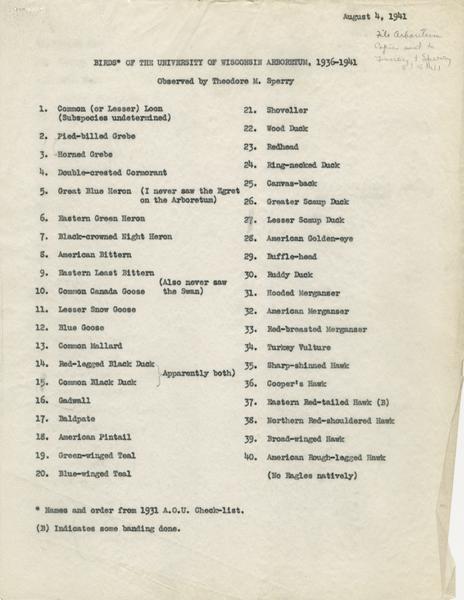 August 4, 1941
File Arboretum
BIRDS* OF THE UNIVERSITY OF WISCONSIN ARBORETUM, 1936-1941
Observed by Theodore M. Sperry
1. Common (or Lesser) Loon
(Subspecies undetermined)
2. Pied-billed Grebe
3. Horned Grebe
4. Double-crested Cormorant
5. Great Blue Heron (I never saw the Egret
on the Arboretum)
6. Eastern Green Heron
7. Black-crowned Night Heron
8. American Bittern
9. Eastern Least Bittern
10. Common Canada Goose (Also never saw
the Swan)
11. Lesser Snow Goose
12. Blue Goose
13. Common Mallard
14. Red-legged Black Duck
15. Common Black Duck
Apparently both)
16. Gadwall
17. Baldpate
18. American Pintail
19. Green-winged Teal
20. Blue-winged Teal
21. Shoveller
22. Wood Duck
23. Redhead
24. Ring-necked Duck
25. Canvas-back
26. Greater Scaup Duck
27. Lesser Scaup Duck
28. American Golden-eye
29. Buffle-head
30. Ruddy Duck
31. Hooded Merganser
32. American Merganser
33. Red-breasted Merganser
34. Turkey Vulture
35. Sharp-shinned Hawk
36. Cooper's Hawk
37. Eastern Red-tailed Hawk (B)
38. Northern Red-shouldered Hawk
39. Broad-winged Hawk
40. American Rough-legged Hawk
(No Eagles natively)
* Names and order from 1931 A.O.U. Check-list.
(B) Indicates some banding done.